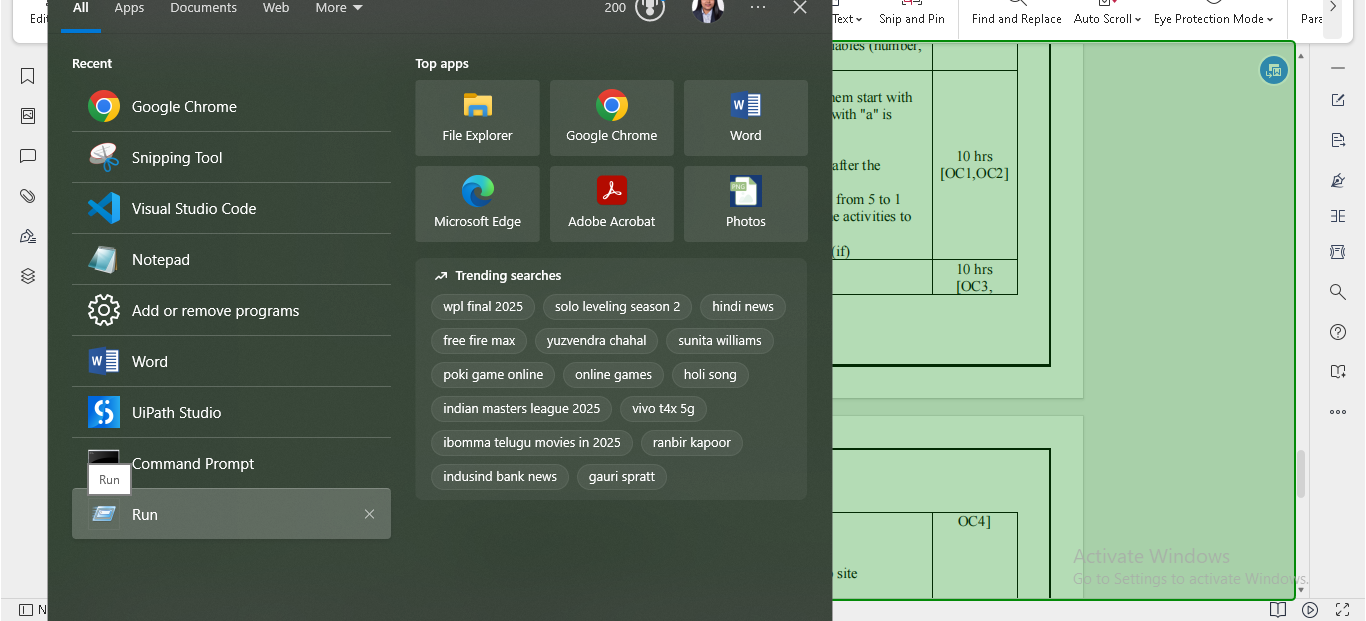 All Apps Documents Web More 200
Edi Text Snip and Pin Find and Replace Auto Scroll Eye Protection Mode Para
Recent
Google Chrome
Snipping Tool
Visual Studio Code
Notepad
Add or remove programs
Word
UiPath Studio
Command Prompt
Run
Run
Top apps
File Explorer Google Chrome Word
Microsoft Edge Adobe Acrobat PNG Photos
Trending searches
wpl final 2025 solo leveling season 2 hindi news
free fire max yuzvendra chahal sunita williams
poki game online online games holi song
indian masters league 2025 vivo t4x 5g
ibomma telugu movies in 2025 ranbir kapoor
indusind bank news gauri spratt
(number,
hem start with
with "a" is
after the
from 5 to 1
e activities to
(if)
10 hrs
[OC1,OC2]
10 hrs
[OC3,
OC4]
site
Activate Windows
Go to Settings to activate Windows.
N